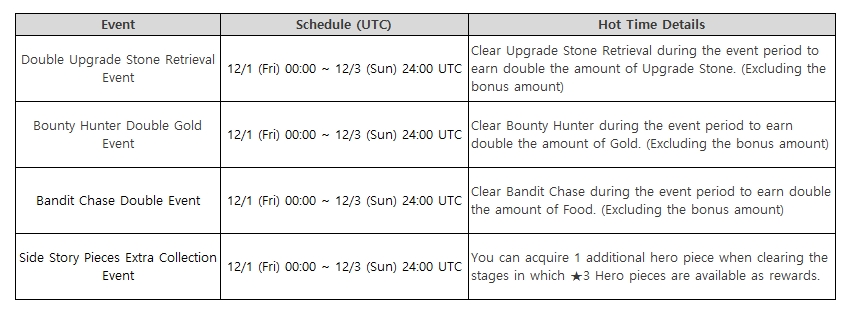 Event
Schedule (UTC)
Hot Time Details
Double Upgrade Stone Retrieval
Event
12/1 (Fri) 00:00 ~ 12/3 (Sun) 24:00 UTC
Clear Upgrade Stone Retrieval during the event period to
earn double the amount of Upgrade Stone. (Excluding the
bonus amount)
Bounty Hunter Double Gold
Event
12/1 (Fri) 00:00 ~ 12/3 (Sun) 24:00 UTC
Clear Bounty Hunter during the event period to earn
double the amount of Gold. (Excluding the bonus amount)
Bandit Chase Double Event
12/1 (Fri) 00:00 ~ 12/3 (Sun) 24:00 UTC
Clear Bandit Chase during the event period to earn double
the amount of Food. (Excluding the bonus amount)
Side Story Pieces Extra Collection
Event
12/1 (Fri) 00:00 ~ 12/3 (Sun) 24:00 UTC
You can acquire 1 additional hero piece when clearing the
stages in which ★3 Hero pieces are available as rewards.